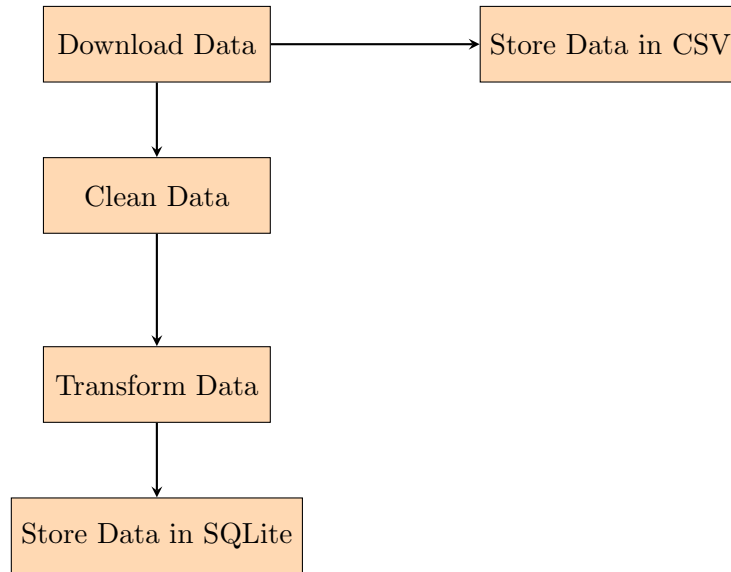 Download Data
Store Data in CSV
Clean Data
Transform Data
Store Data in SQLite